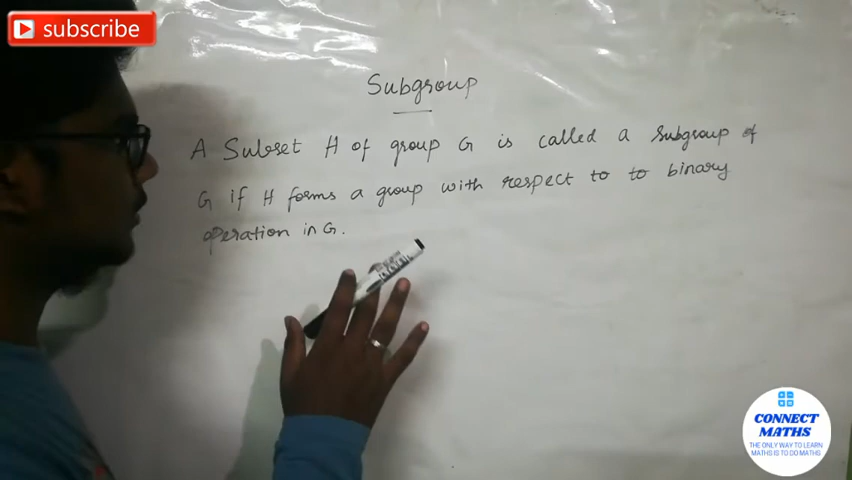 subscribe
Subgroup
A Subset H of group G is called a subgroup of
G if H forms a group with respect to to binary
operation in G.
CONNECT
MATHS
THE ONLY WAY TO LEARN
MATHS IS TO DO MATHS